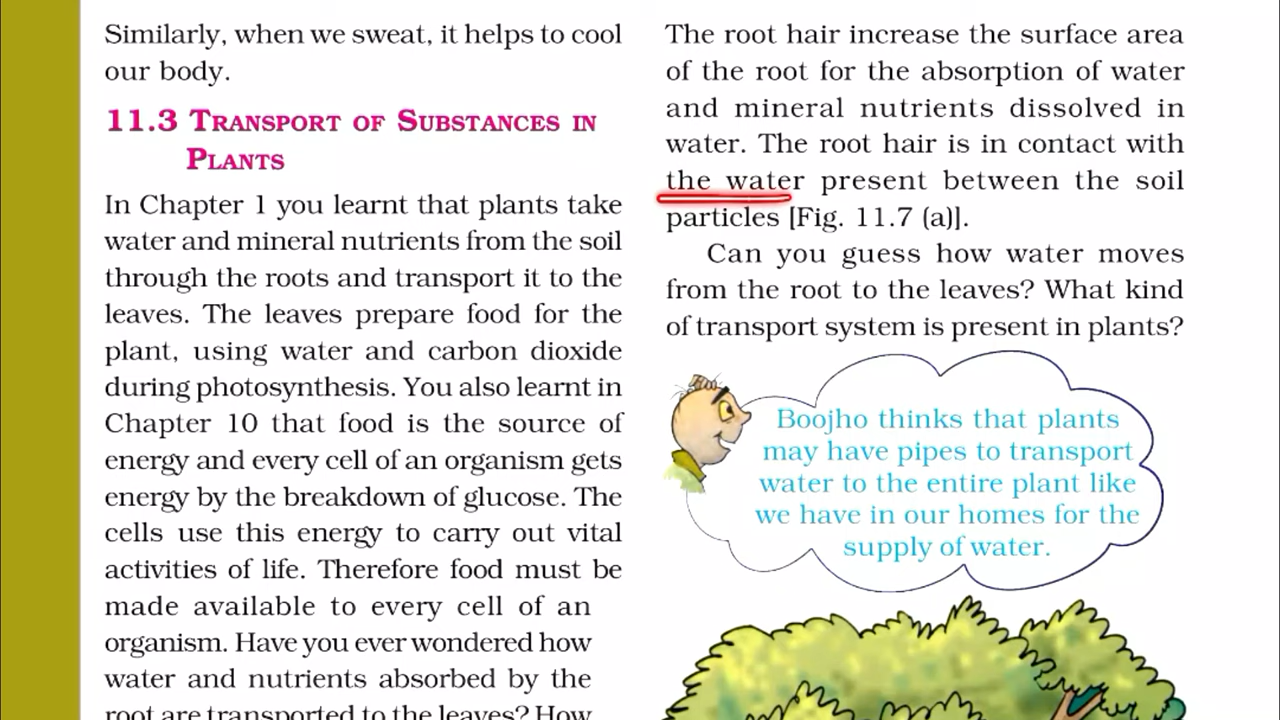 Similarly, when we sweat, it helps to cool
our body.
11.3 TRANSPORT OF SUBSTANCES IN
PLANTS
In Chapter 1 you learnt that plants take
water and mineral nutrients from the soil
through the roots and transport it to the
leaves. The leaves prepare food for the
plant, using water and carbon dioxide
during photosynthesis. You also learnt in
Chapter 10 that food is the source of
energy and every cell of an organism gets
energy by the breakdown of glucose. The
cells use this energy to carry out vital
activities of life. Therefore food must be
made available to every cell of an
organism. Have you ever wondered how
water and nutrients absorbed by the
root are transported to the leaves? How
The root hair increase the surface area
of the root for the absorption of water
and mineral nutrients dissolved in
water. The root hair is in contact with
the water present between the soil
particles [Fig. 11.7 (a)].
Can you guess how water moves
from the root to the leaves? What kind
of transport system is present in plants?
Boojho thinks that plants
may have pipes to transport
water to the entire plant like
we have in our homes for the
supply of water.